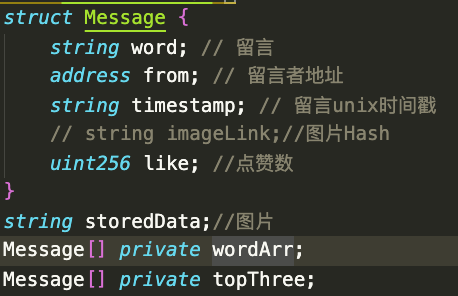 struct Message {
string word; // 留言
address from; // 留言者地址
string timestamp; // 留言unix时间戳
// string imageLink;//图片Hash
uint256 like; //点赞数
}
string storedData;//图片
Message[] private wordArr;
Message[] private topThree;